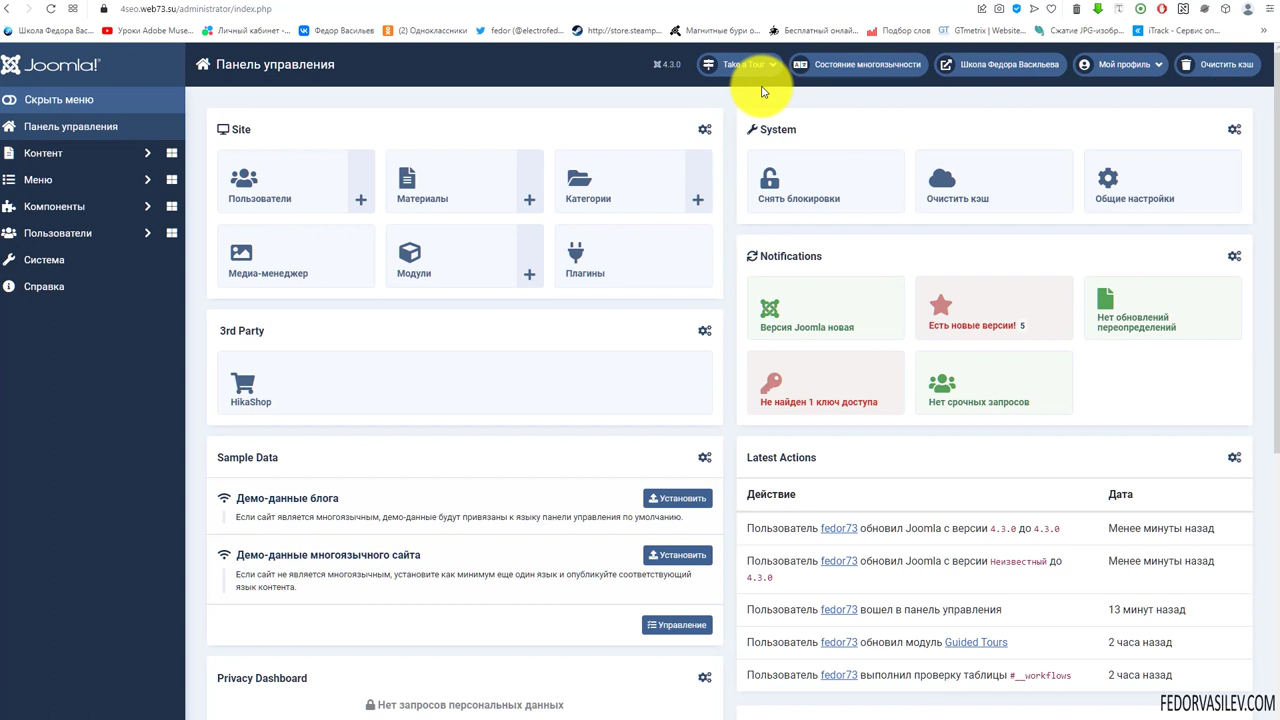 4seo.web73.su/administrator/index.php
Школа Федора Вас...
Уроки Adobe Muse...
Личный кабинет -...
Федор Васильев
(2) Одноклассники
fedor (@electrofed...
http://store.steamp...
Магнитные бури о...
Бесплатный онлай...
Подбор слов
GTmetrix | Website...
Сжатие JPG-изобр...
iTrack - Сервис оп...
Joomla!
Панель управления
4.3.0
Take a Tour
Состояние многоязычности
Школа Федора Васильева
Мой профиль
Очистить кэш
Скрыть меню
Панель управления
Контент
Меню
Компоненты
Пользователи
Система
Справка
Site
Пользователи
Материалы
Категории
Медиа-менеджер
Модули
Плагины
3rd Party
HikaShop
Sample Data
Демо-данные блога
Установить
Если сайт является многоязычным, демо-данные будут привязаны к языку панели управления по умолчанию.
Демо-данные многоязычного сайта
Установить
Если сайт не является многоязычным, установите как минимум еще один язык и опубликуйте соответствующий
язык контента.
Управление
Privacy Dashboard
Нет запросов персональных данных
System
Снять блокировки
Очистить кэш
Общие настройки
Notifications
Версия Joomla новая
Есть новые версии! 5
Нет обновлений
переопределений
Не найден 1 ключ доступа
Нет срочных запросов
Latest Actions
Действие Дата
Пользователь fedor73 обновил Joomla с версии 4.3.0 до 4.3.0 Менее минуты назад
Пользователь fedor73 обновил Joomla с версии Неизвестный до Менее минуты назад
4.3.0
Пользователь fedor73 вошел в панель управления 13 минут назад
Пользователь fedor73 обновил модуль Guided Tours 2 часа назад
Пользователь fedor73 выполнил проверку таблицы #__workflows 2 часа назад
FEDORVASILEV.COM